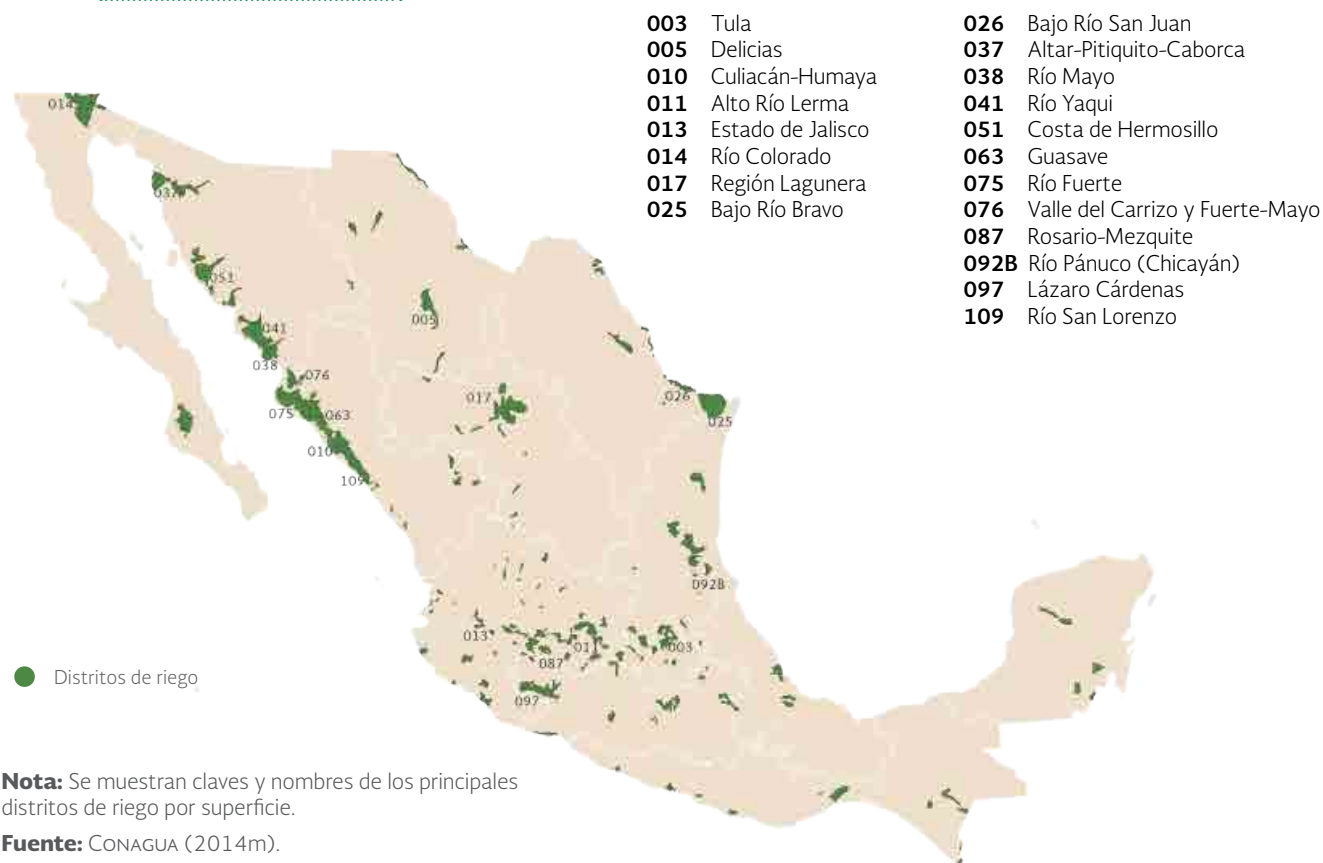 003 Tula
005 Delicias
010 Culiacán-Humaya
011 Alto Río Lerma
013 Estado de Jalisco
014 Río Colorado
017 Región Lagunera
025 Bajo Río Bravo
026 Bajo Río San Juan
037 Altar-Pitiquito-Caborca
038 Río Mayo
041 Río Yaqui
051 Costa de Hermosillo
063 Guasave
075 Río Fuerte
076 Valle del Carrizo y Fuerte-Mayo
087 Rosario-Mezquite
092B Río Pánuco (Chicayán)
097 Lázaro Cárdenas
109 Río San Lorenzo
014
037
051
005
041
038
076
075
063
017
026
025
010
109
092B
013
011
003
087
097
Distritos de riego
Nota: Se muestran claves y nombres de los principales
distritos de riego por superficie.
Fuente: CONAGUA (2014m).